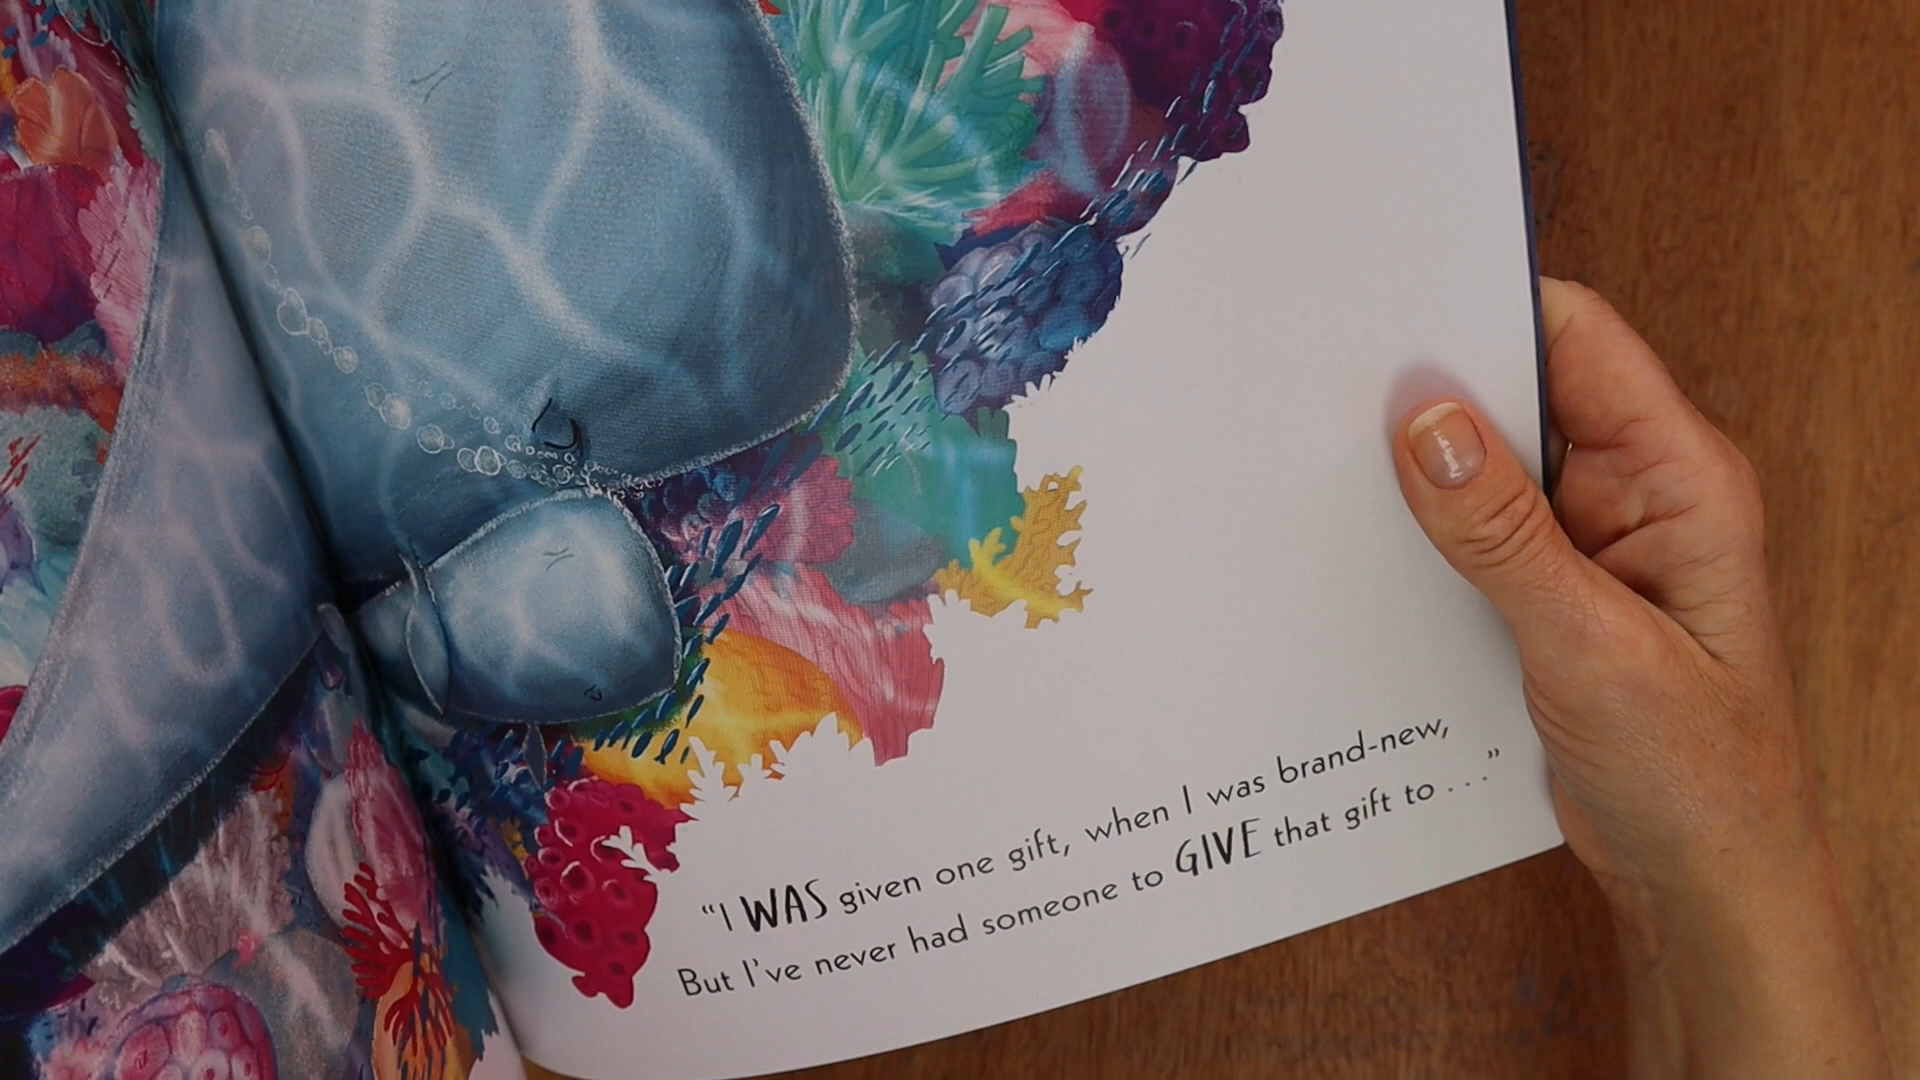 “I WAS given one gift, when I was brand-new,
But I’ve never had someone to GIVE that gift to . . .”